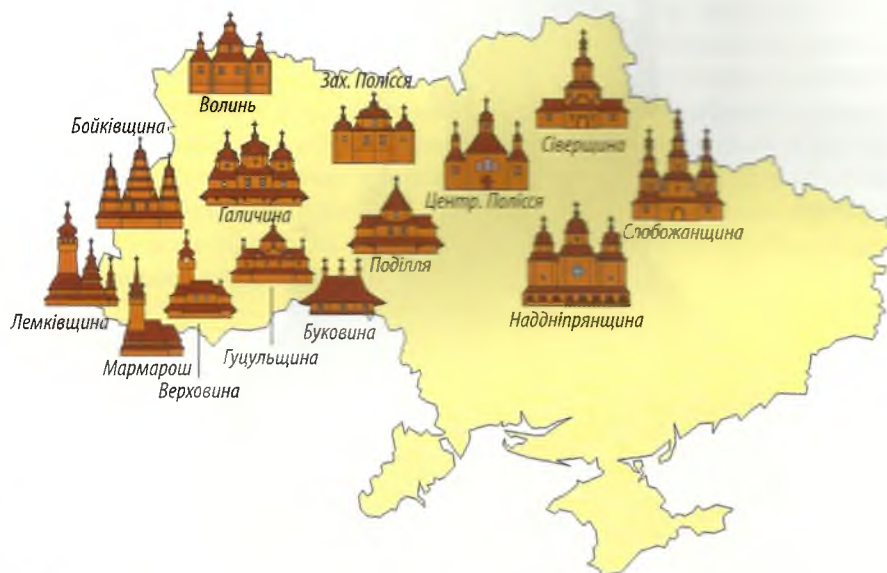 Волинь
Зах. Полісся
Бойківщина
Сіверщина
Галичина
Центр. Полісся
Слобожанщина
Поділля
Лемківщина
Наддніпрянщина
Буковина
Гуцульщина
Мармарош
Верховина